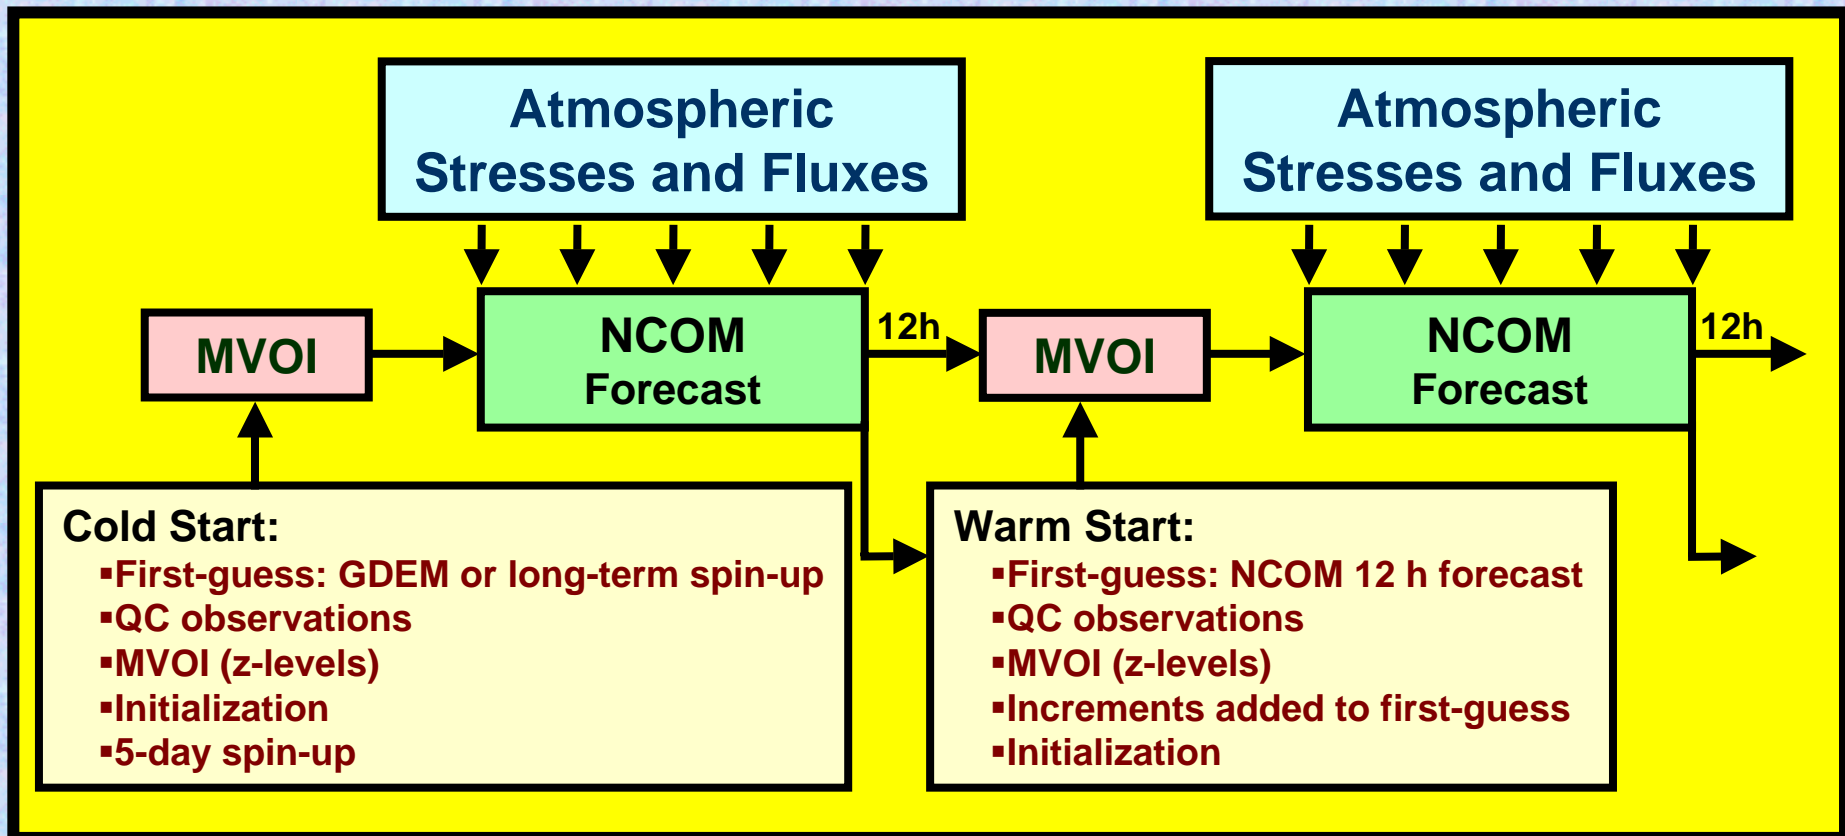 Atmospheric
Stresses and Fluxes
Atmospheric
Stresses and Fluxes
MVOI
NCOM
Forecast
12h
MVOI
NCOM
Forecast
12h
Cold Start:
▪First-guess: GDEM or long-term spin-up
▪QC observations
▪MVOI (z-levels)
▪Initialization
▪5-day spin-up
Warm Start:
▪First-guess: NCOM 12 h forecast
▪QC observations
▪MVOI (z-levels)
▪Increments added to first-guess
▪Initialization